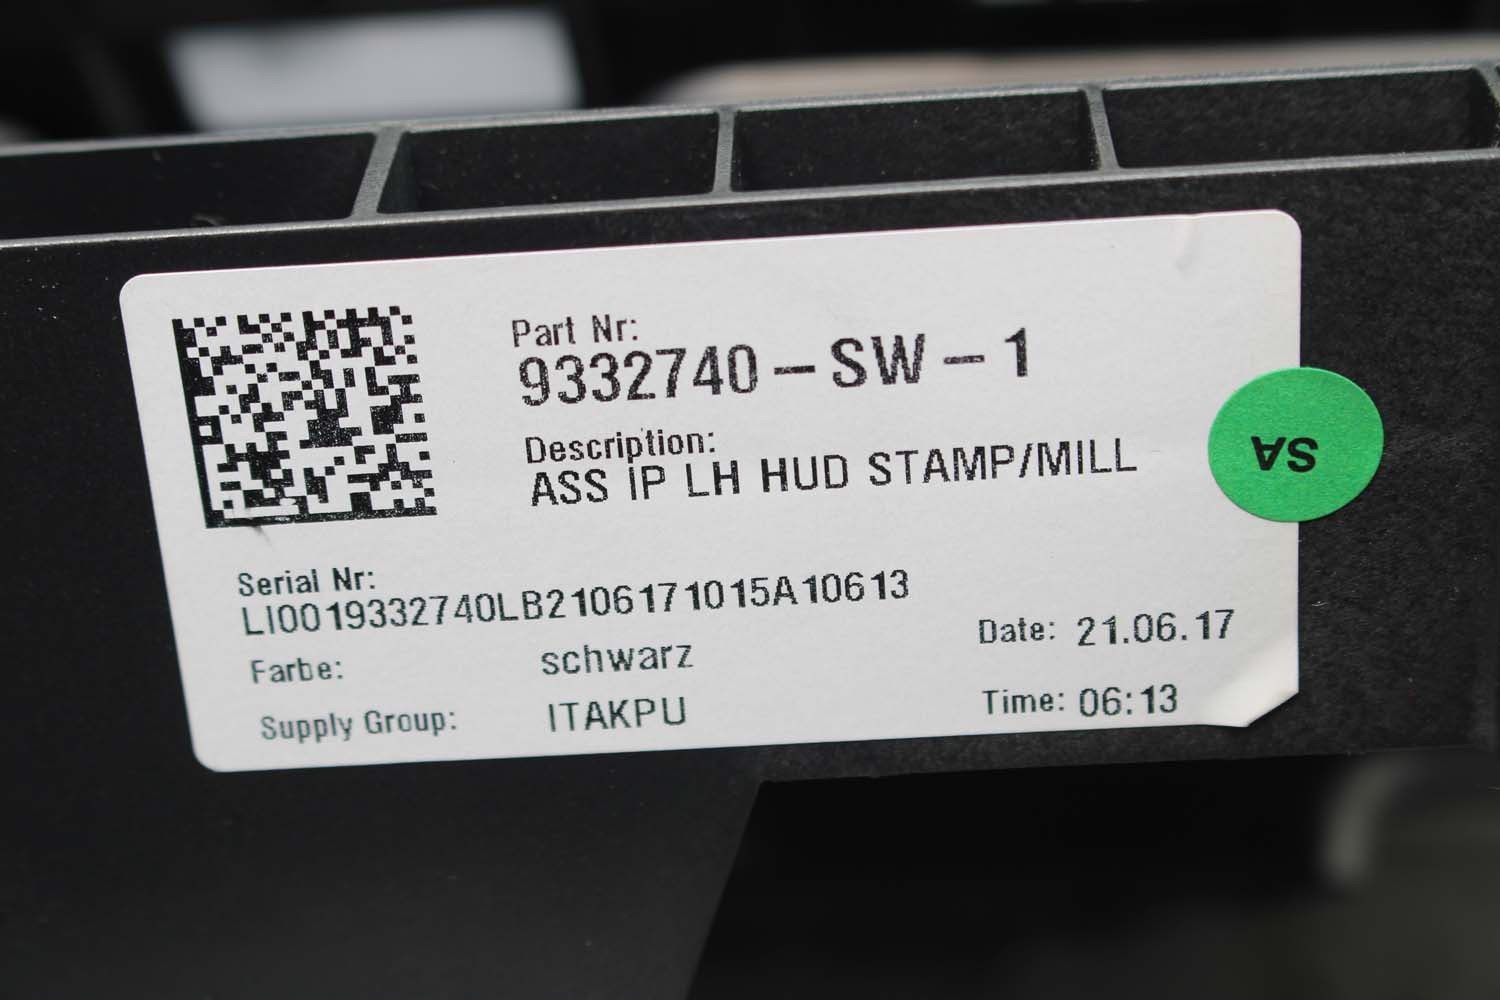 Part Nr:
9332740-SW-1
Description:
ASS IP LH HUD STAMP/MILL
SA
Serial Nr:
LI0019332740LB2106171015A10613
Farbe: schwarz
Date: 21.06.17
Supply Group: ITAKPU
Time: 06:13